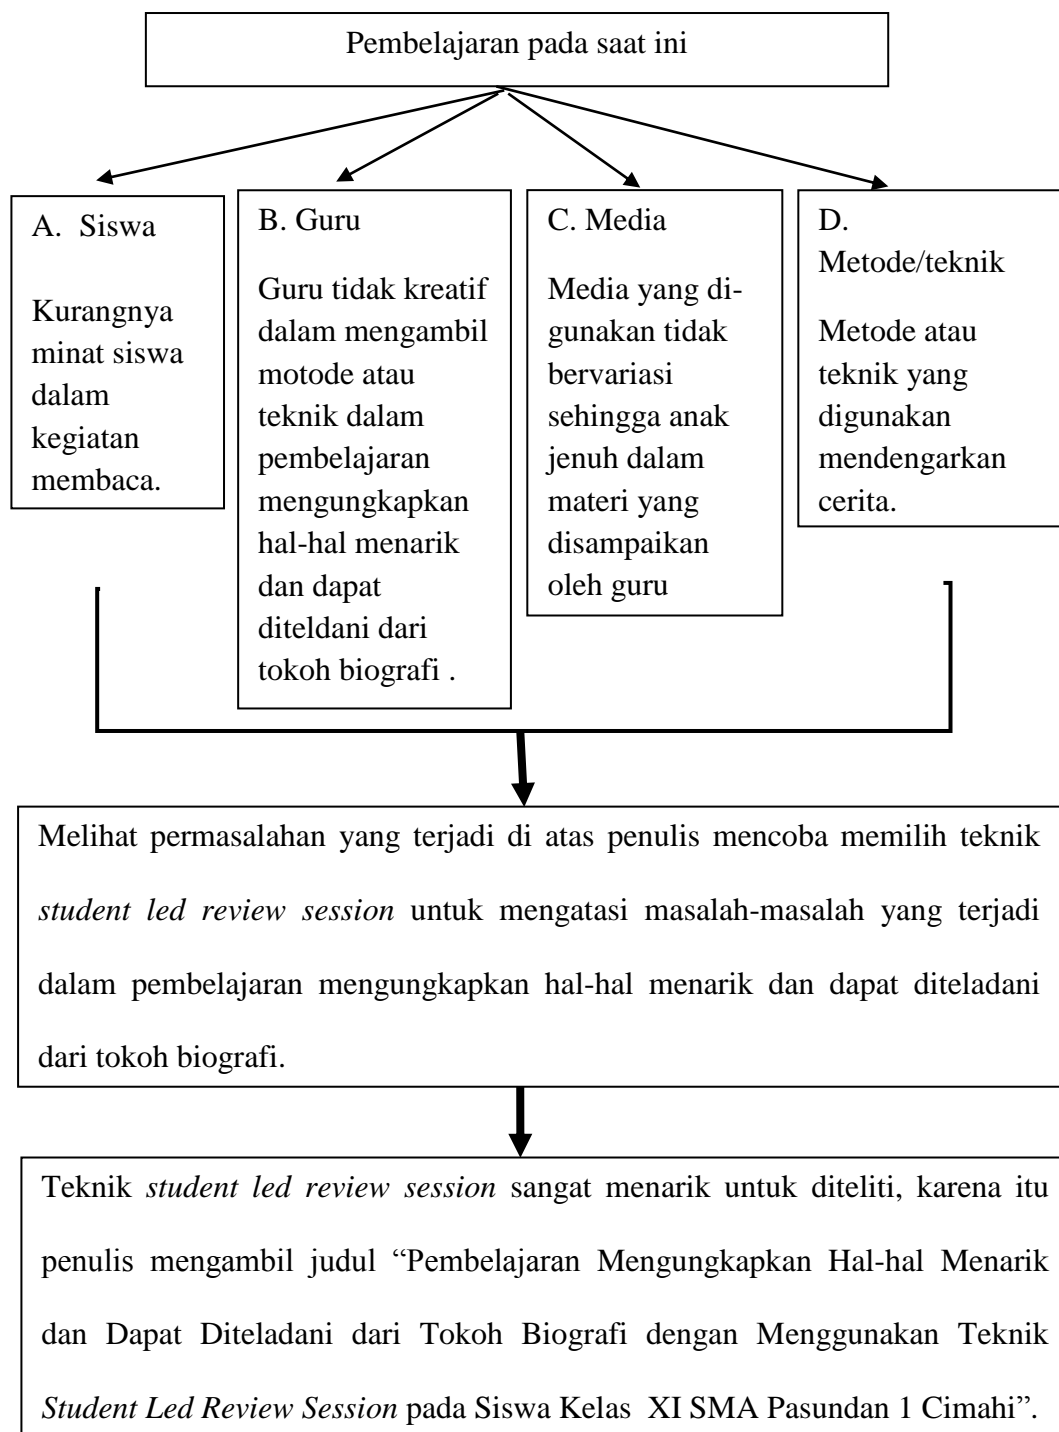 Pembelajaran pada saat ini
A. Siswa
Kurangnya
minat siswa
dalam
kegiatan
membaca.
B. Guru
Guru tidak kreatif
dalam mengambil
motode atau
teknik dalam
pembelajaran
mengungkapkan
hal-hal menarik
dan dapat
diteldani dari
tokoh biografi .
C. Media
Media yang di-
gunakan tidak
bervariasi
sehingga anak
jenuh dalam
materi yang
disampaikan
oleh guru
D.
Metode/teknik
Metode atau
teknik yang
digunakan
mendengarkan
cerita.
Melihat permasalahan yang terjadi di atas penulis mencoba memilih teknik
student led review session untuk mengatasi masalah-masalah yang terjadi
dalam pembelajaran mengungkapkan hal-hal menarik dan dapat diteladani
dari tokoh biografi.
Teknik student led review session sangat menarik untuk diteliti, karena itu
penulis mengambil judul “Pembelajaran Mengungkapkan Hal-hal Menarik
dan Dapat Diteladani dari Tokoh Biografi dengan Menggunakan Teknik
Student Led Review Session pada Siswa Kelas XI SMA Pasundan 1 Cimahi”.